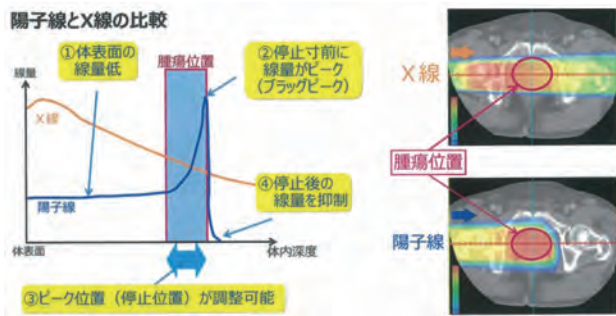 陽子線とX線の比較
①体表面の
線量低
腫瘍位置
②停止寸前に
線量がピーク
(ブラッグピーク)
線量
X線
④停止後の
線量を抑制
陽子線
体表面
体内深度
③ピーク位置(停止位置)が調整可能
X線
腫瘍位置
陽子線